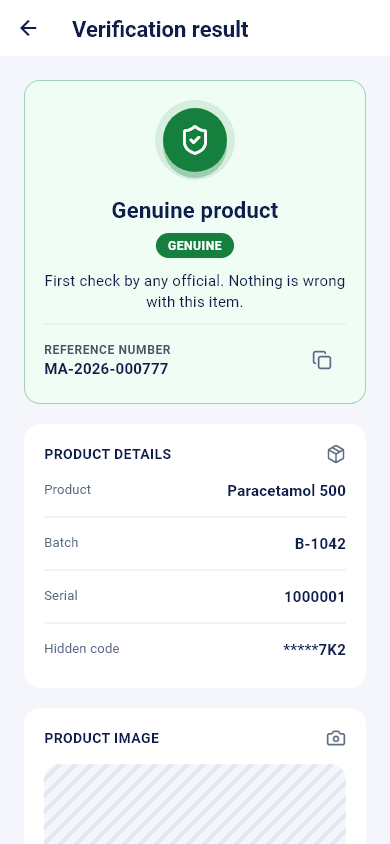 Verification result
Genuine product
GENUINE
First check by any official. Nothing is wrong
with this item.
REFERENCE NUMBER
MA-2026-000777
PRODUCT DETAILS
Product
Paracetamol 500
Batch
B-1042
Serial
1000001
Hidden code
*****7K2
PRODUCT IMAGE